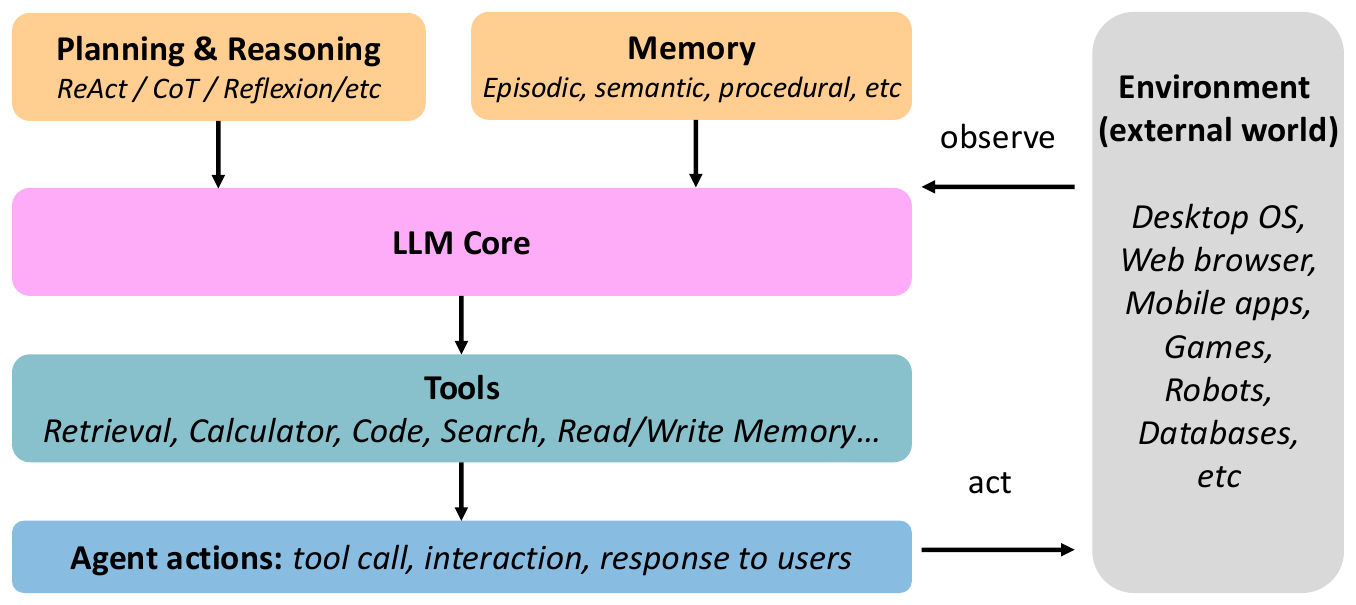 Planning & Reasoning
ReAct / CoT / Reflexion/etc
Memory
Episodic, semantic, procedural, etc
LLM Core
Tools
Retrieval, Calculator, Code, Search, Read/Write Memory...
Agent actions: tool call, interaction, response to users
observe
act
Environment
(external world)
Desktop OS,
Web browser,
Mobile apps,
Games,
Robots,
Databases,
etc